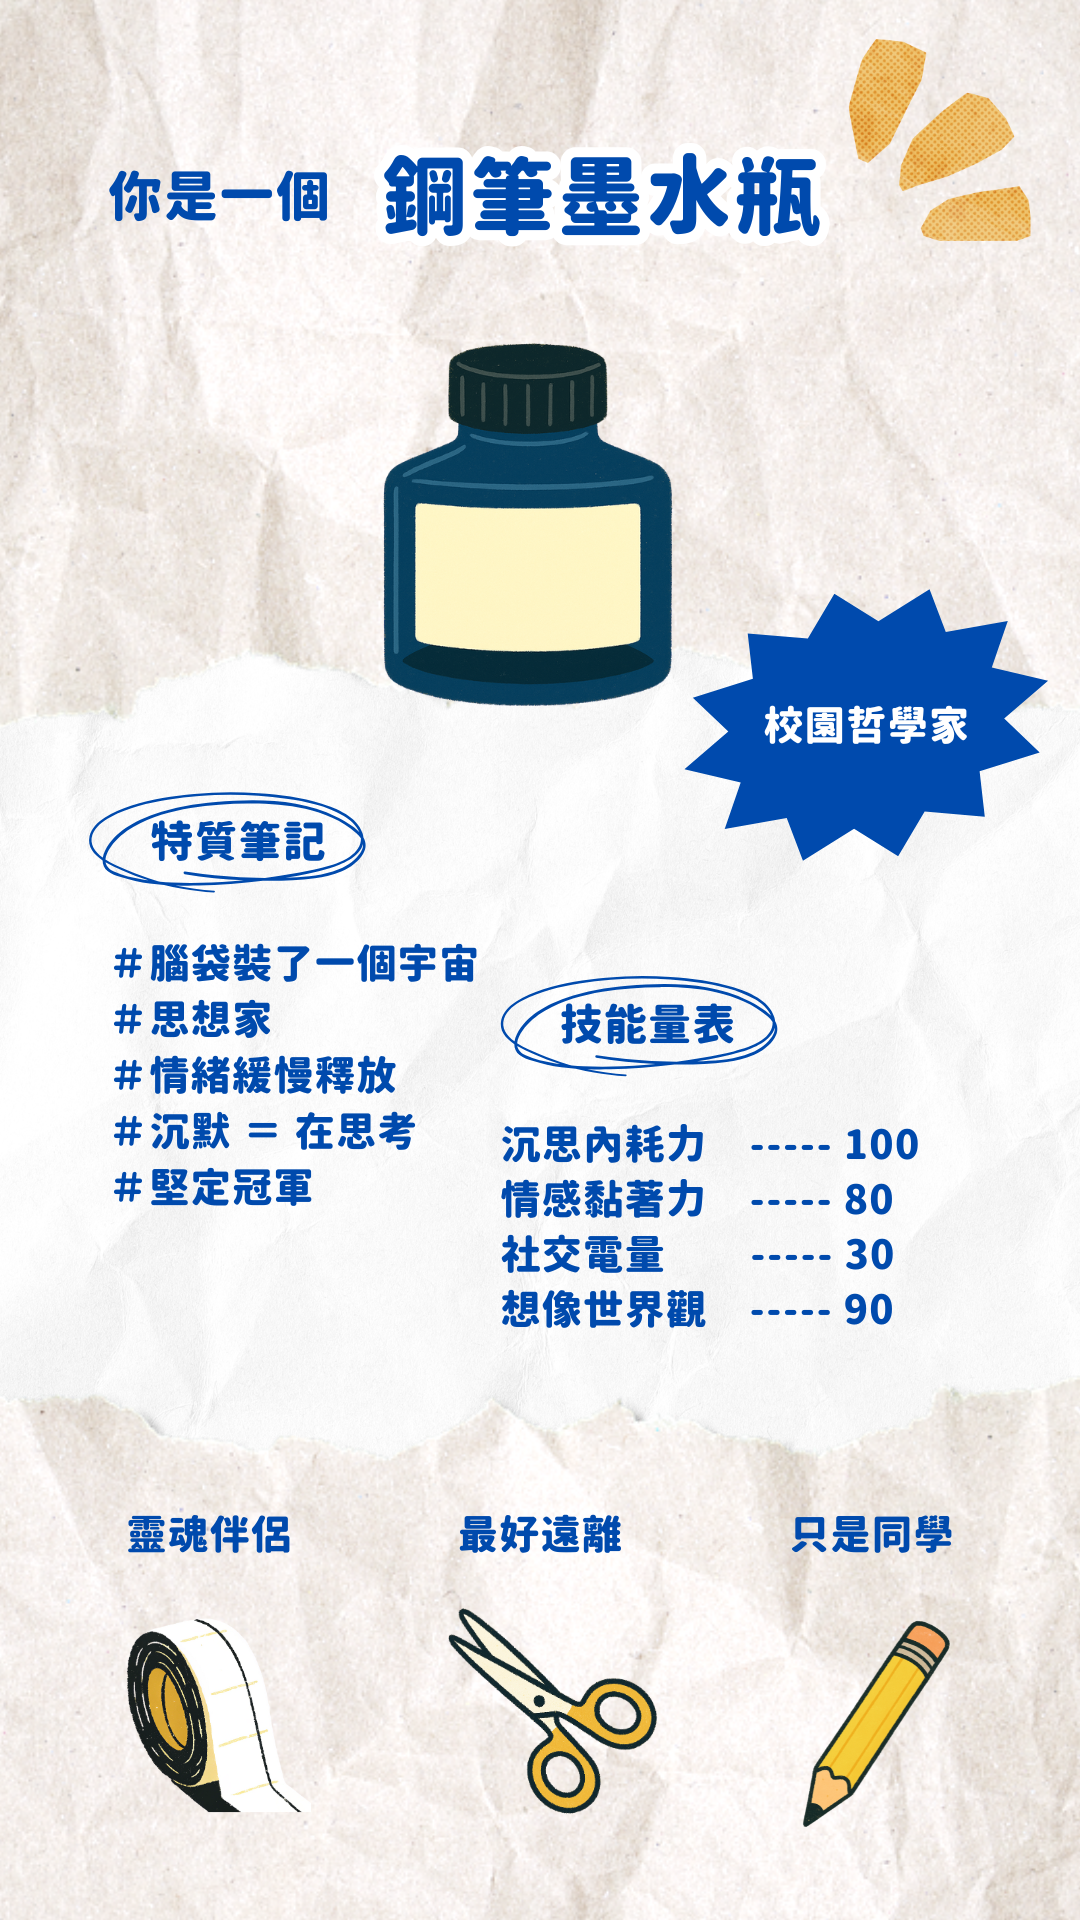 你是一個 鋼筆墨水瓶
校園哲學家
特質筆記
#腦袋裝了一個宇宙
#思想家
#情緒緩慢釋放
#沉默 = 在思考
#堅定冠軍
技能量表
沉思內耗力 ----- 100
情感黏著力 ----- 80
社交電量 ----- 30
想像世界觀 ----- 90
靈魂伴侶 最好遠離 只是同學